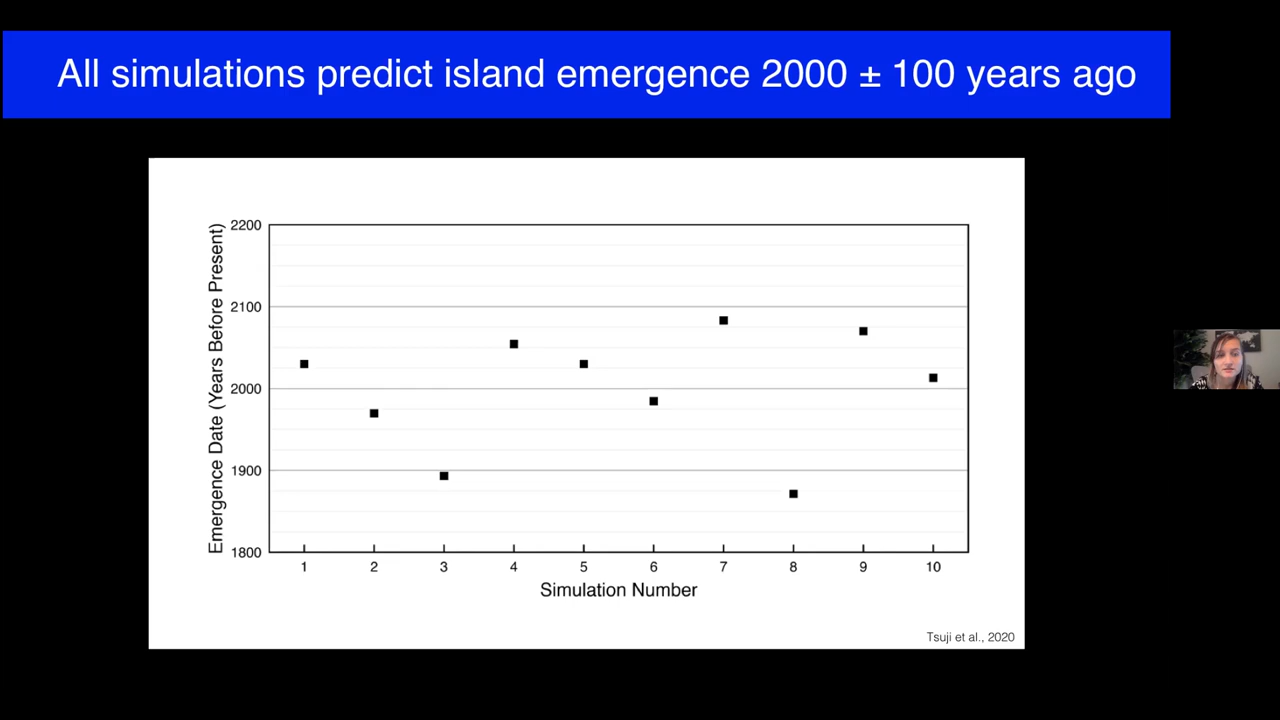 All simulations predict island emergence 2000 ± 100 years ago
Emergence Date (Years Before Present)
2200
2100
2000
1900
1800
1 2 3 4 5 6 7 8 9 10
Simulation Number
Tsuji et al., 2020